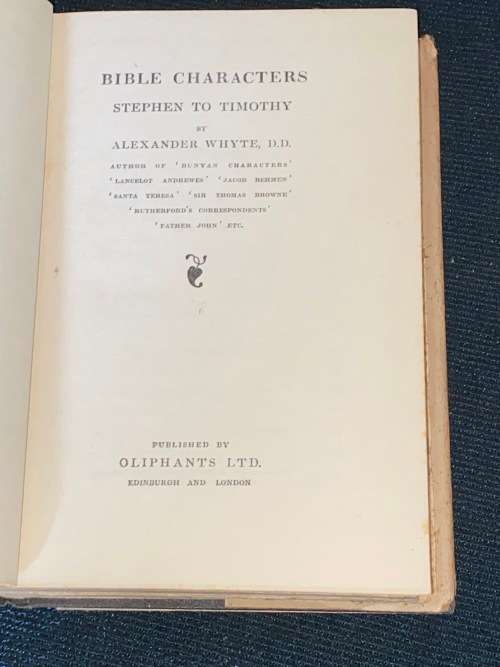 BIBLE CHARACTERS
STEPHEN TO TIMOTHY
BY
ALEXANDER WHYTE, D.D.
AUTHOR OF 'BUNYAN CHARACTERS'
'LANCELOT ANDREWES' 'JACOB BEHMEN'
'SANTA TERESA' 'SIR THOMAS BROWNE'
'RUTHERFORD'S CORRESPONDENTS'
'FATHER JOHN' ETC.
PUBLISHED BY
OLIPHANTS LTD.
EDINBURGH AND LONDON